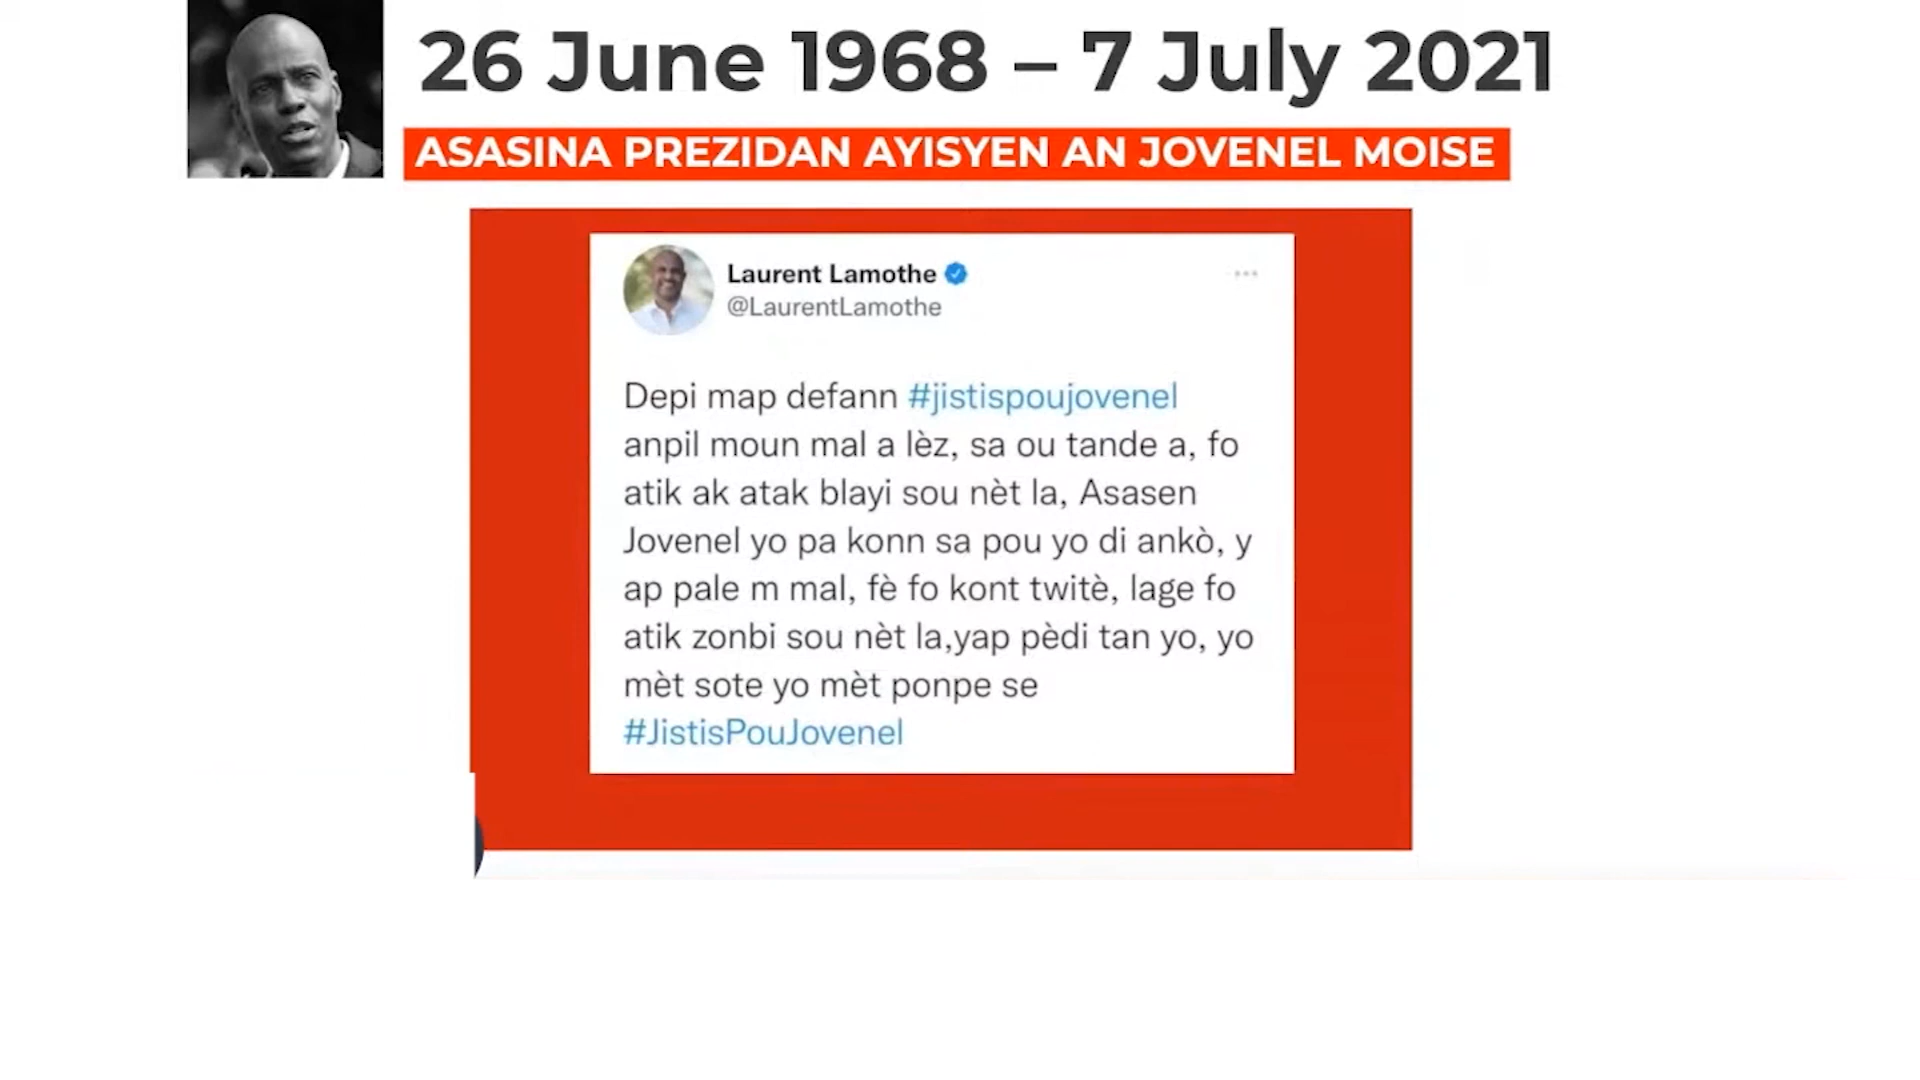 26 June 1968 – 7 July 2021
ASASINA PREZIDAN AYISYEN AN JOVENEL MOISE
Laurent Lamothe
@LaurentLamothe
Depi map defann #jistispoujovenel
anpil moun mal a lèz, sa ou tande a, fo
atik ak atak blayi sou nèt la, Asasen
Jovenel yo pa konn sa pou yo di ankò, y
ap pale m mal, fè fo kont twitè, lage fo
atik zonbi sou nèt la,yap pèdi tan yo, yo
mèt sote yo mèt ponpe se
#JistisPouJovenel